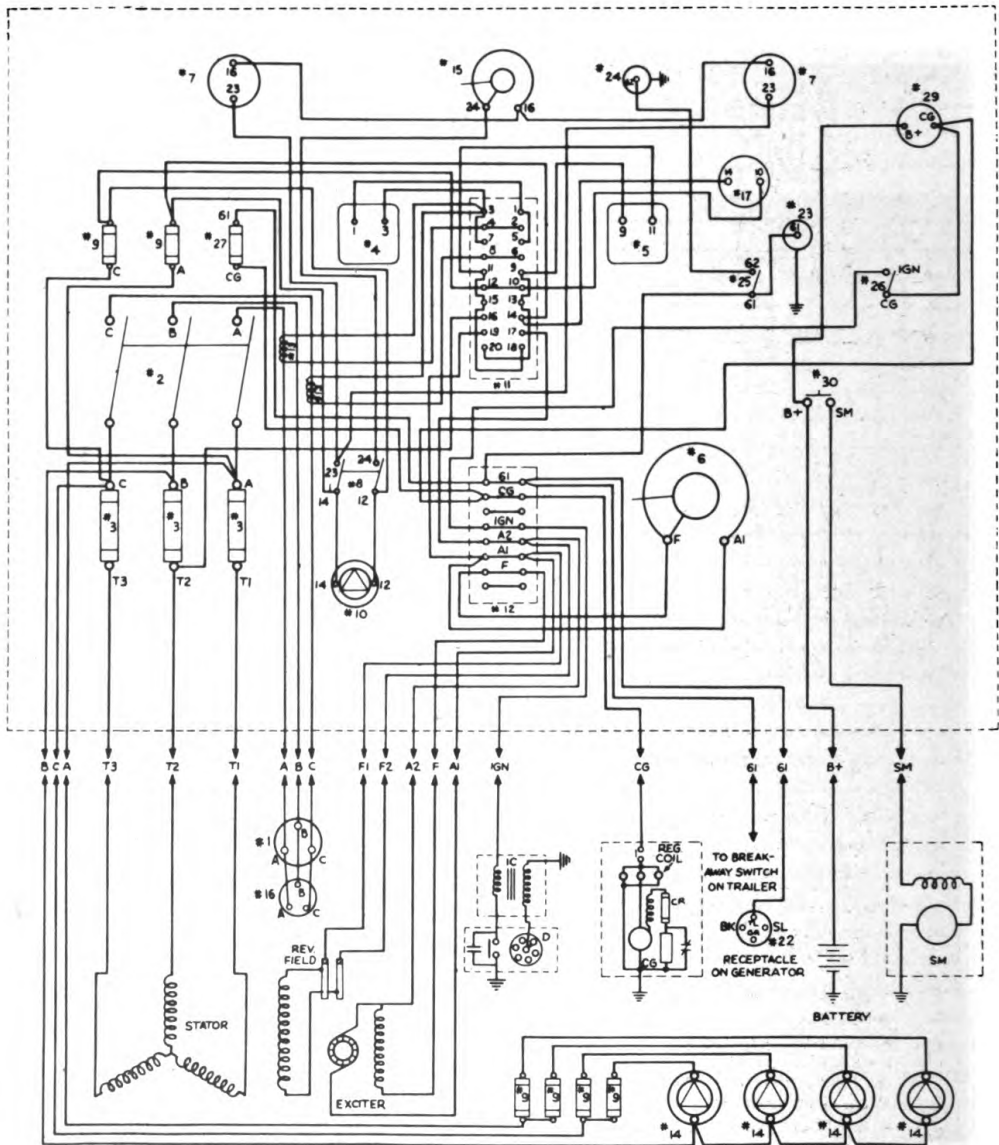 #7 16 23
#15 24 16
#24
16 23 #7
#29 CG B+
#9 C
#9 A
61 #27 CG
1 3 #4
3 1
4 2
7 5
8 6
11 9
12 10
15 13
16 14
19 17
20 18
#11
9 11 #5
#17
#23 61
62 #25 61
IGN #26 CG
C B A
#2
#13
#13
#30
B+ SM
23 24
#8
14 12
61
CG
IGN
A2
A1
F
#12
#6
F A1
C B A
#3 #3 #3
T3 T2 T1
14 12
#10
B C A T3 T2 T1 A B C F1 F2 A2 F A1 IGN CG 61 61 B+ SM
#1 B A C
#16 B A C
IC
D
REG.
COIL
CR
CG
TO BREAK-
AWAY SWITCH
ON TRAILER
BK SL
#22
RECEPTACLE
ON GENERATOR
BATTERY
SM
REV.
FIELD
STATOR
EXCITER
#9 #9 #9 #9
#14 #14 #14 #14